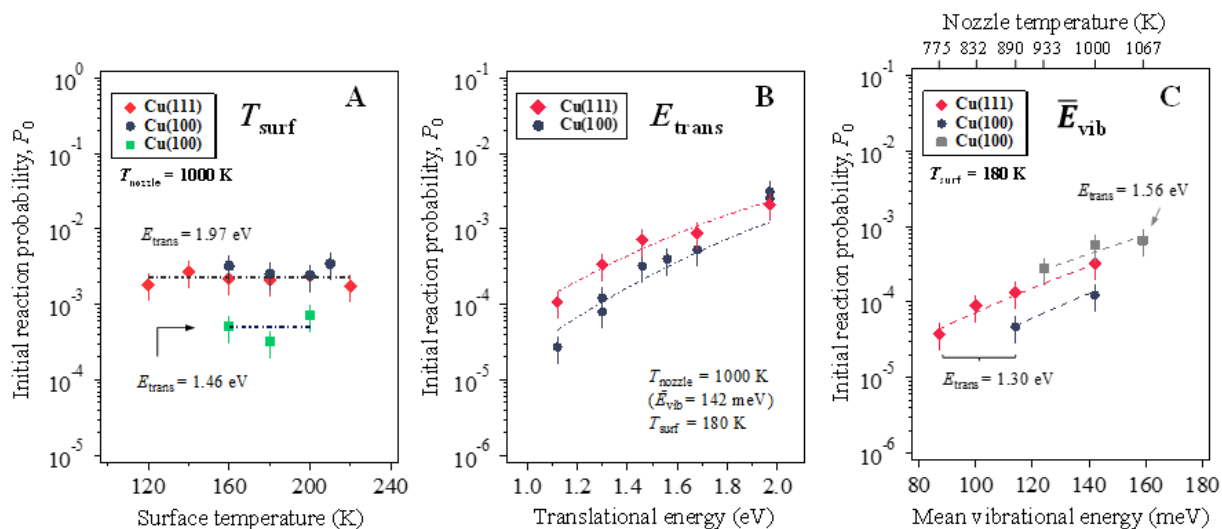 Initial reaction probability, P₀
10⁰
10⁻¹
10⁻²
10⁻³
10⁻⁴
10⁻⁵
Cu(111)
Cu(100)
Cu(100)
T_surf
A
T_nozzle = 1000 K
E_trans = 1.97 eV
E_trans = 1.46 eV
120 160 200 240
Surface temperature (K)
Initial reaction probability, P₀
10⁻¹
10⁻²
10⁻³
10⁻⁴
10⁻⁵
10⁻⁶
Cu(111)
Cu(100)
E_trans
B
T_nozzle = 1000 K
(Ē_vib = 142 meV)
T_surf = 180 K
1.0 1.2 1.4 1.6 1.8 2.0
Translational energy (eV)
Nozzle temperature (K)
775 832 890 933 1000 1067
Initial reaction probability, P₀
10⁻¹
10⁻²
10⁻³
10⁻⁴
10⁻⁵
10⁻⁶
Cu(111)
Cu(100)
Cu(100)
Ē_vib
C
T_surf = 180 K
E_trans = 1.56 eV
E_trans = 1.30 eV
80 100 120 140 160
Mean vibrational energy (meV)